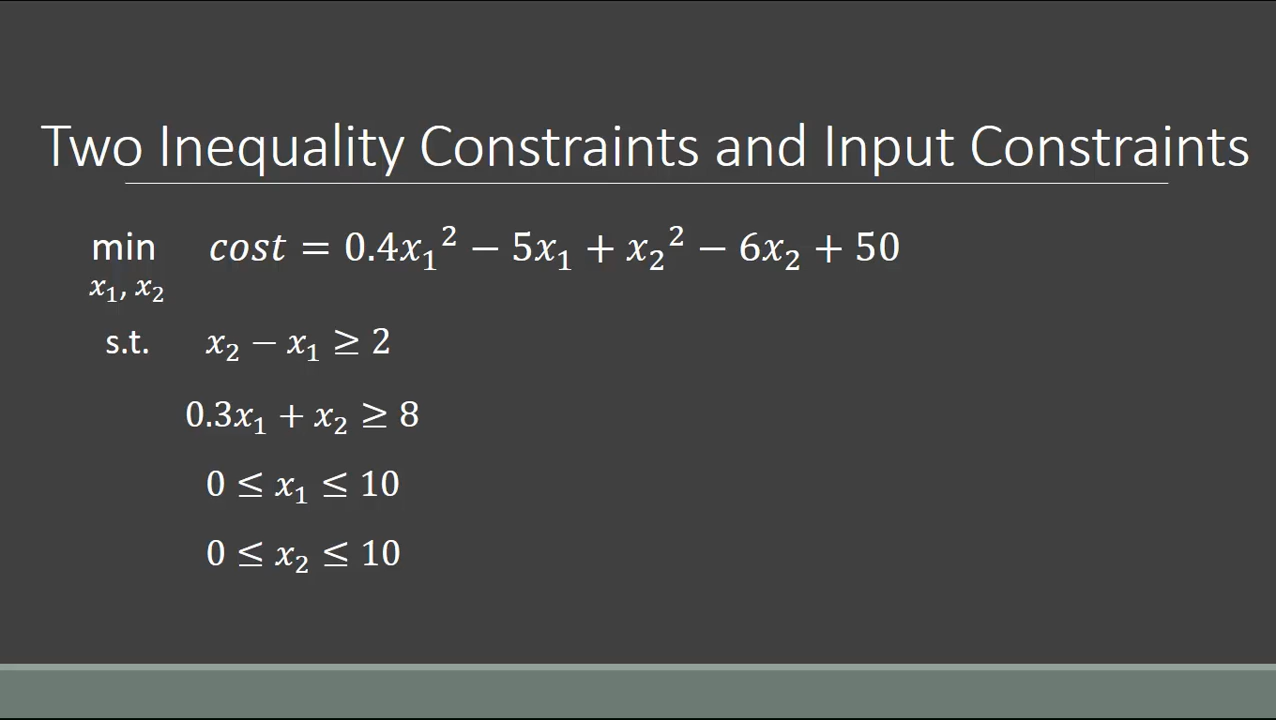 Two Inequality Constraints and Input Constraints
min cost = 0.4x₁² − 5x₁ + x₂² − 6x₂ + 50
x₁, x₂
s.t. x₂ − x₁ ≥ 2
0.3x₁ + x₂ ≥ 8
0 ≤ x₁ ≤ 10
0 ≤ x₂ ≤ 10